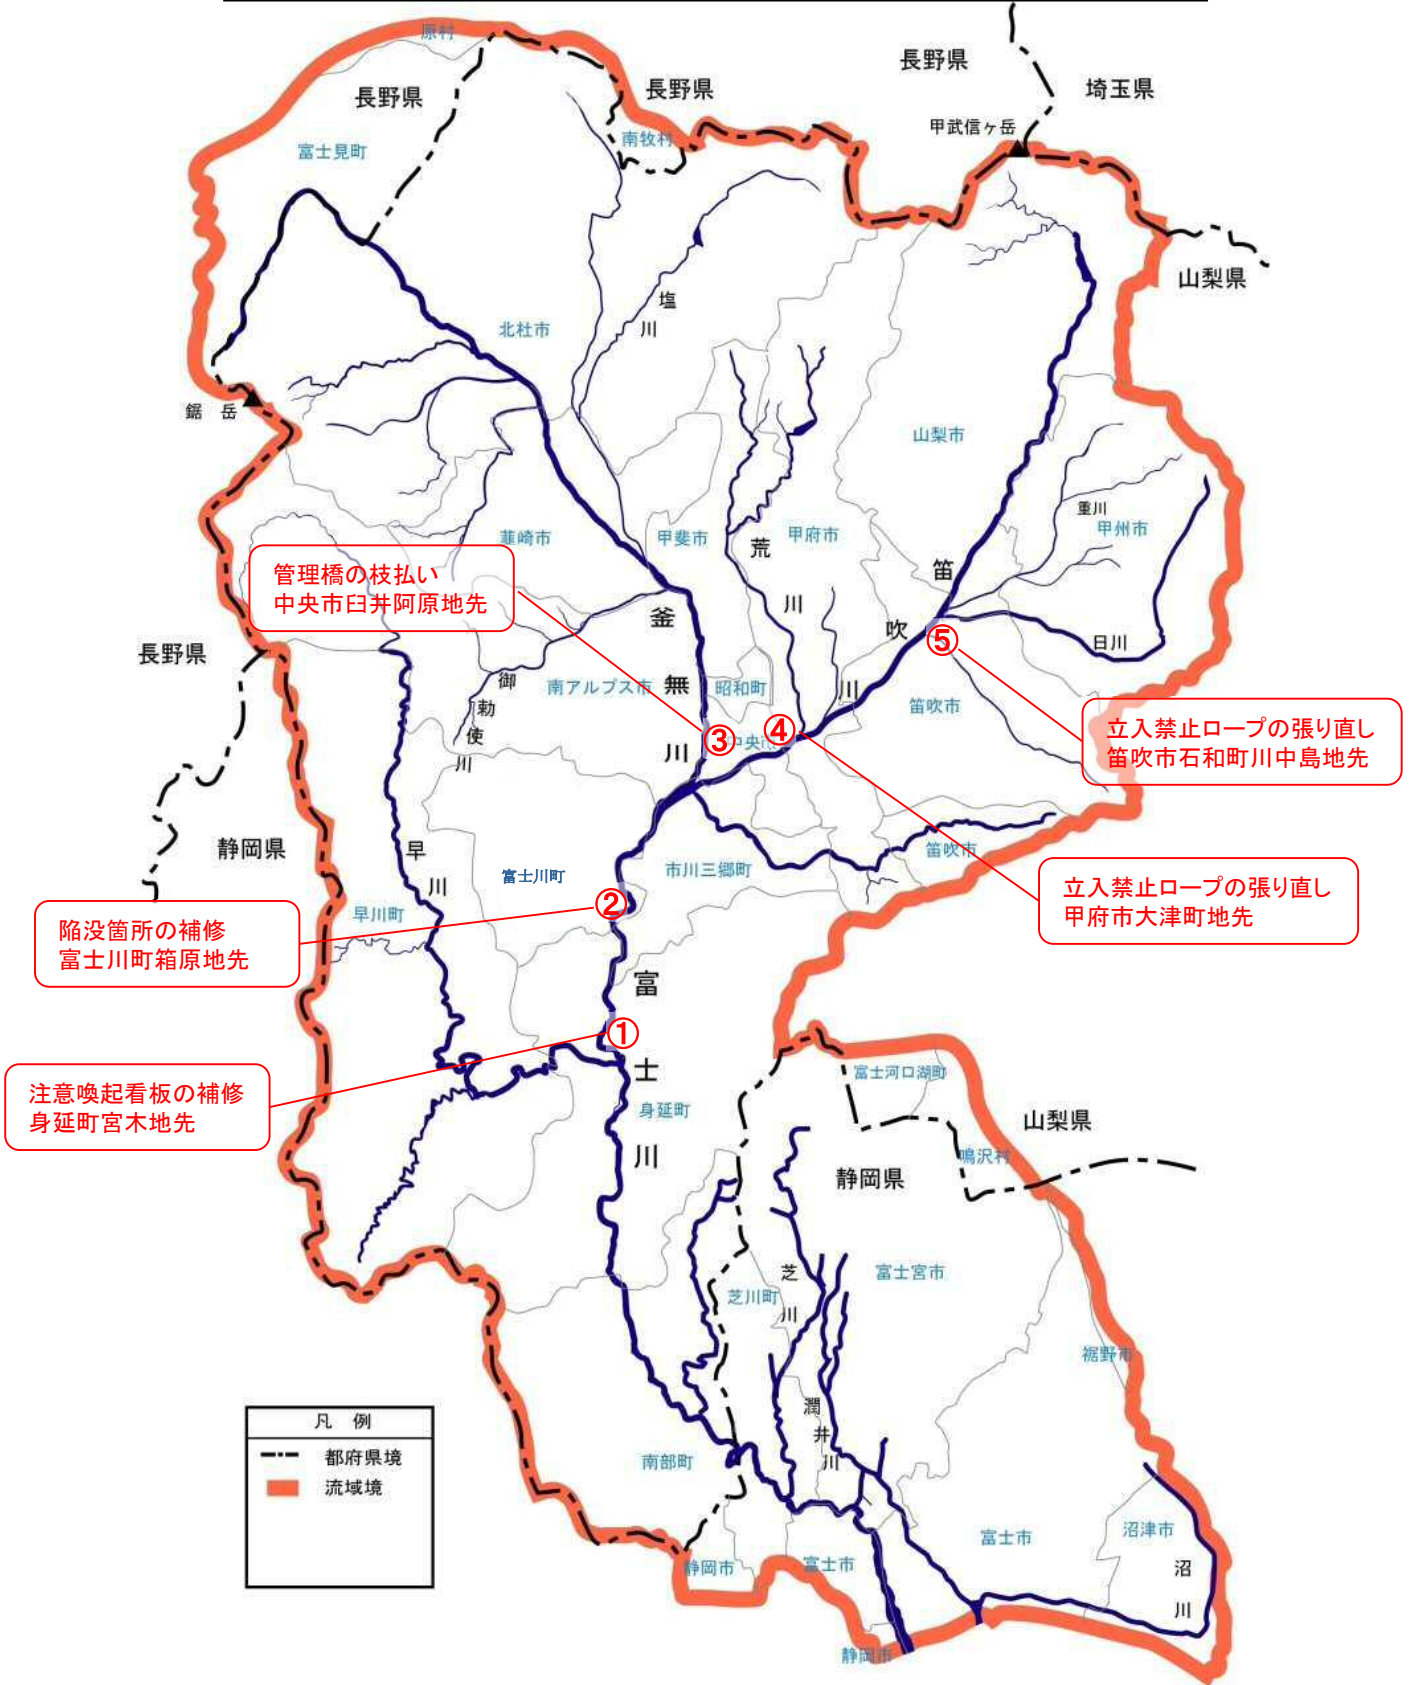 原村
長野県
長野県
長野県
埼玉県
甲武信ヶ岳
南牧村
富士見町
山梨県
塩
川
北杜市
鋸 岳
山梨市
重川
甲州市
韮崎市
甲斐市
荒
川
甲府市
笛
吹
川
管理橋の枝払い
中央市臼井阿原地先
釜
無
川
⑤
日川
長野県
御
勅
使
川
南アルプス市
昭和町
笛吹市
立入禁止ロープの張り直し
笛吹市石和町川中島地先
③
中央市
④
静岡県
早
川
富士川町
市川三郷町
笛吹市
立入禁止ロープの張り直し
甲府市大津町地先
②
早川町
陥没箇所の補修
富士川町箱原地先
富
士
川
①
注意喚起看板の補修
身延町宮木地先
身延町
富士河口湖町
山梨県
鳴沢村
静岡県
芝
川
芝川町
富士宮市
裾野市
潤
井
川
凡 例
都府県境
流域境
南部町
富士市
沼津市
沼
川
静岡市
富士市
静岡市